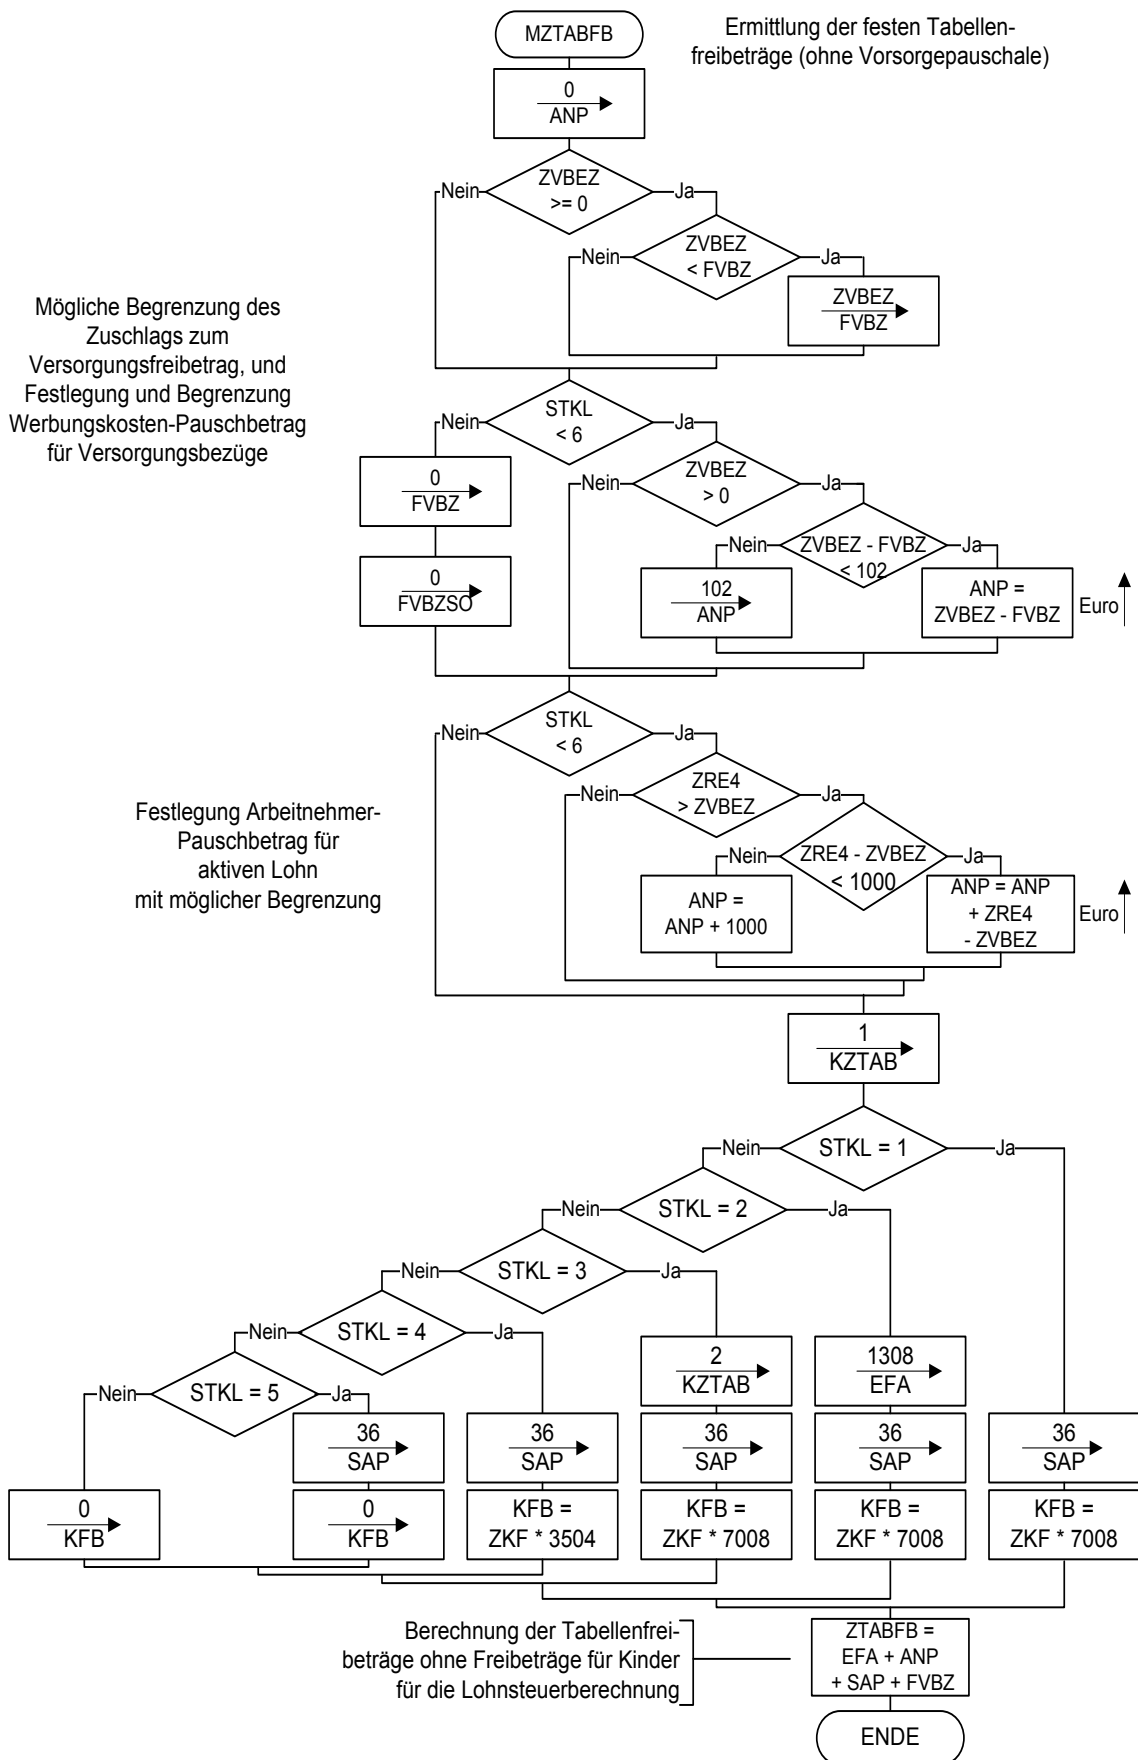 MZTABFB
Ermittlung der festen Tabellen-
freibeträge (ohne Vorsorgepauschale)
0
ANP
Nein
ZVBEZ
>= 0
Ja
Nein
ZVBEZ
< FVBZ
Ja
ZVBEZ
FVBZ
Mögliche Begrenzung des
Zuschlags zum
Versorgungsfreibetrag, und
Festlegung und Begrenzung
Werbungskosten-Pauschbetrag
für Versorgungsbezüge
Nein
STKL
< 6
Ja
0
FVBZ
0
FVBZSO
Nein
ZVBEZ
> 0
Ja
Nein
ZVBEZ - FVBZ
< 102
Ja
102
ANP
ANP =
ZVBEZ - FVBZ
Euro
Nein
STKL
< 6
Ja
Festlegung Arbeitnehmer-
Pauschbetrag für
aktiven Lohn
mit möglicher Begrenzung
Nein
ZRE4
> ZVBEZ
Ja
Nein
ZRE4 - ZVBEZ
< 1000
Ja
ANP =
ANP + 1000
ANP = ANP
+ ZRE4
- ZVBEZ
Euro
1
KZTAB
Nein
STKL = 1
Ja
Nein
STKL = 2
Ja
Nein
STKL = 3
Ja
Nein
STKL = 4
Ja
Nein
STKL = 5
Ja
2
KZTAB
1308
EFA
36
SAP
36
SAP
36
SAP
36
SAP
36
SAP
0
KFB
0
KFB
KFB =
ZKF * 3504
KFB =
ZKF * 7008
KFB =
ZKF * 7008
KFB =
ZKF * 7008
Berechnung der Tabellenfrei-
beträge ohne Freibeträge für Kinder
für die Lohnsteuerberechnung
ZTABFB =
EFA + ANP
+ SAP + FVBZ
ENDE